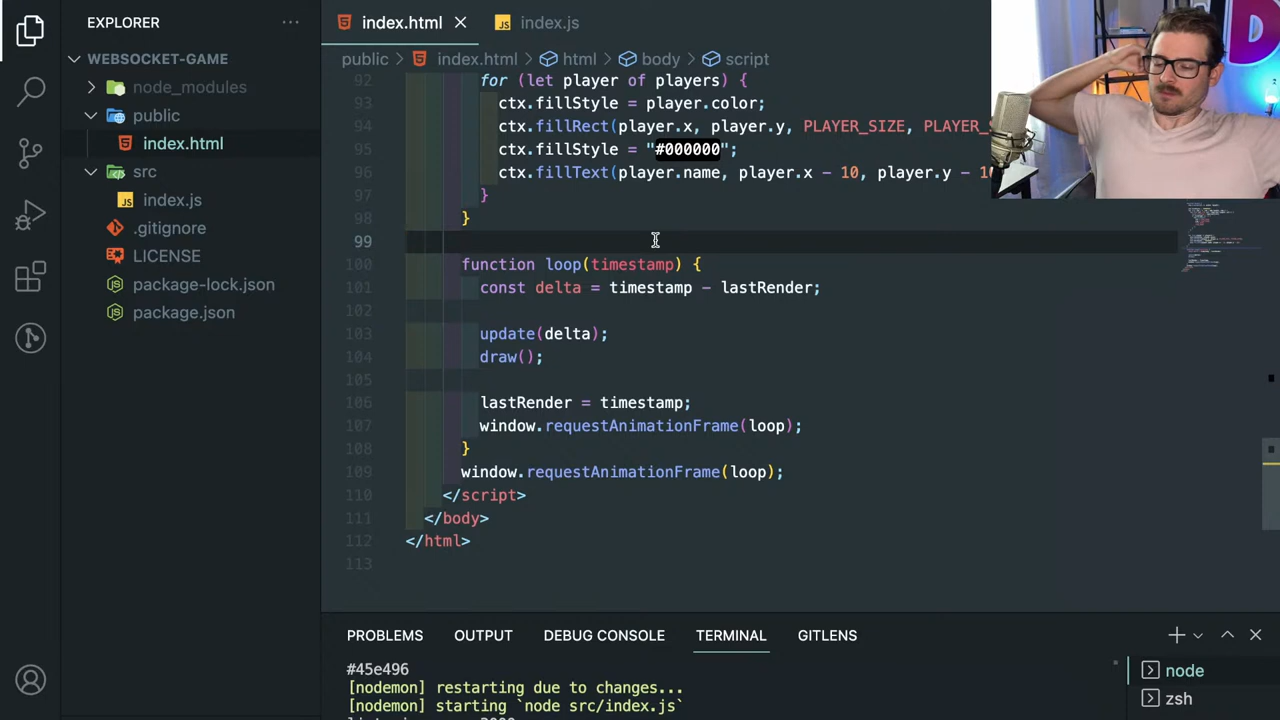 EXPLORER
WEBSOCKET-GAME
node_modules
public
index.html
src
JS index.js
.gitignore
LICENSE
package-lock.json
package.json
index.html
JS index.js
public > index.html > html > body > script
92 for (let player of players) {
93 ctx.fillStyle = player.color;
94 ctx.fillRect(player.x, player.y, PLAYER_SIZE, PLAYER_
95 ctx.fillStyle = "#000000";
96 ctx.fillText(player.name, player.x - 10, player.y -
97 }
98 }
99
100 function loop(timestamp) {
101 const delta = timestamp - lastRender;
102
103 update(delta);
104 draw();
105
106 lastRender = timestamp;
107 window.requestAnimationFrame(loop);
108 }
109 window.requestAnimationFrame(loop);
110 </script>
111 </body>
112 </html>
113
PROBLEMS OUTPUT DEBUG CONSOLE TERMINAL GITLENS
#45e496
[nodemon] restarting due to changes...
[nodemon] starting `node src/index.js`
node
zsh